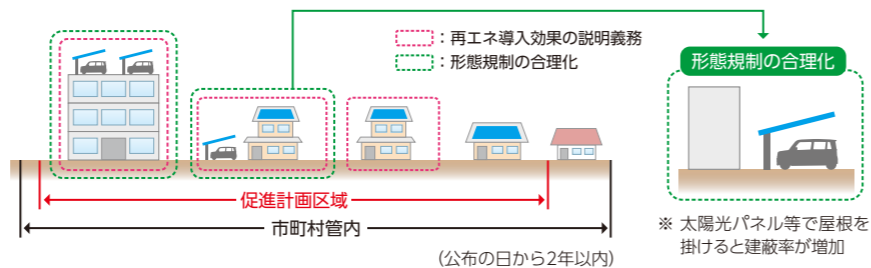 ：再エネ導入効果の説明義務
：形態規制の合理化
形態規制の合理化
促進計画区域
市町村管内
（公布の日から2年以内）
※ 太陽光パネル等で屋根を
掛けると建蔽率が増加